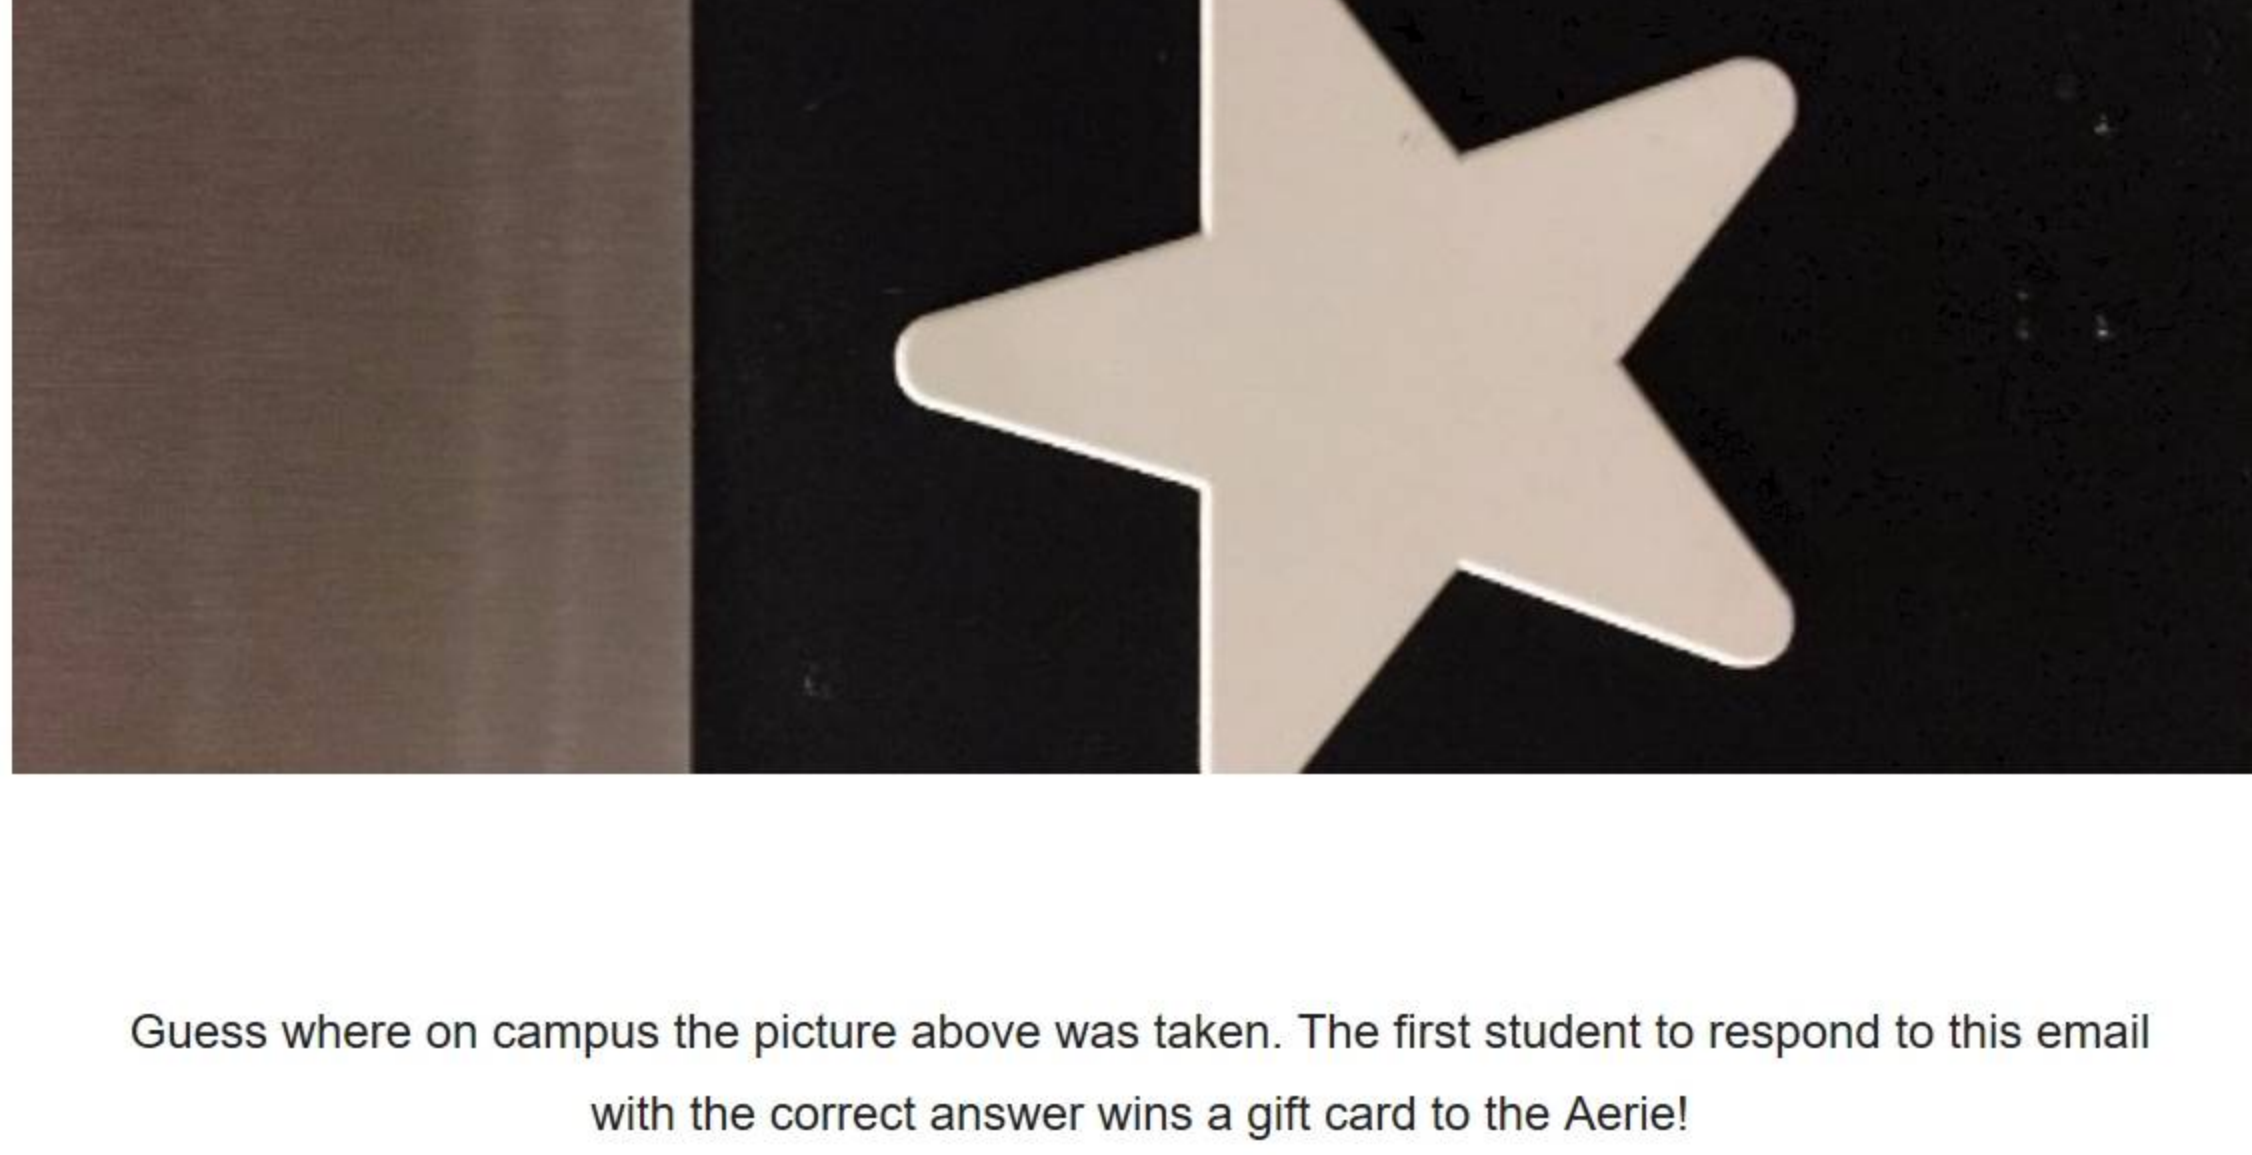 Guess where on campus the picture above was taken. The first student to respond to this email
with the correct answer wins a gift card to the Aerie!